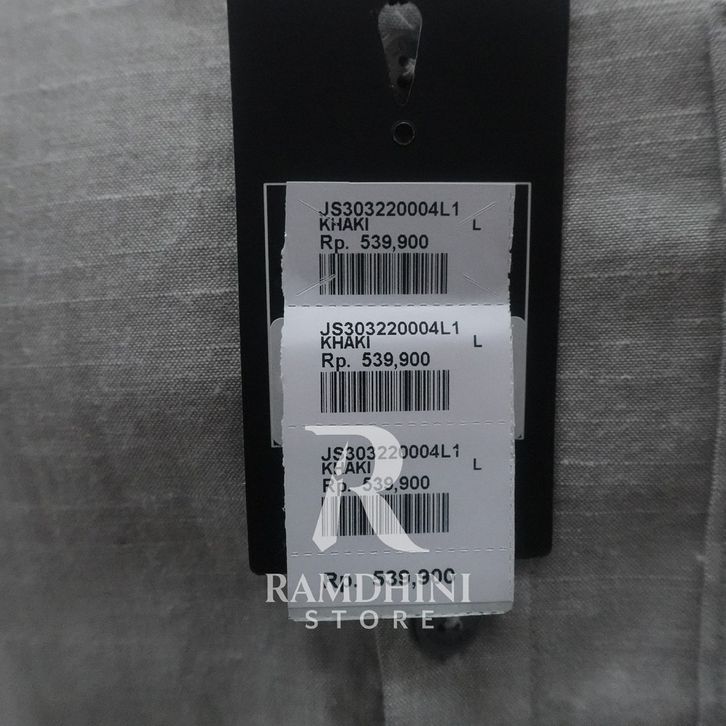 JS303220004L1
KHAKI L
Rp. 539,900
JS303220004L1
KHAKI L
Rp. 539,900
JS303220004L1
KHAKI L
Rp. 539,900
Rp. 539,900
R
RAMDHINI
STORE